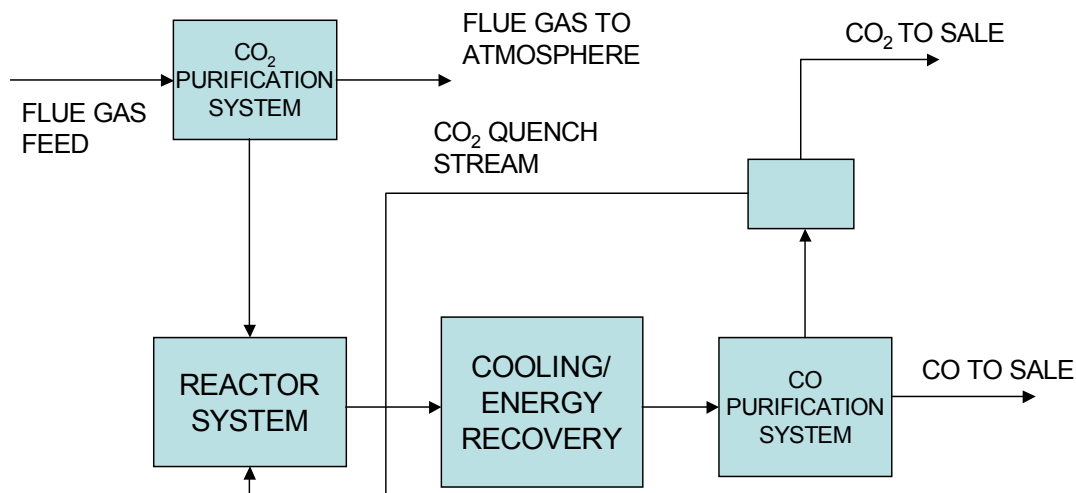 CO₂
PURIFICATION
SYSTEM
FLUE GAS TO
ATMOSPHERE
CO₂ TO SALE
FLUE GAS
FEED
CO₂ QUENCH
STREAM
REACTOR
SYSTEM
COOLING/
ENERGY
RECOVERY
CO
PURIFICATION
SYSTEM
CO TO SALE